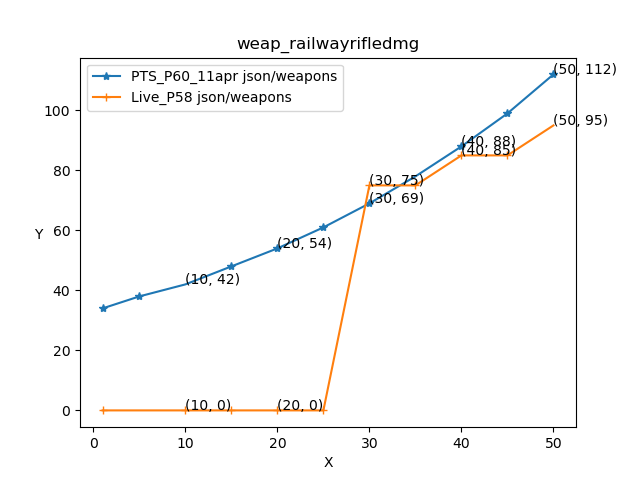 weap_railwayrifledmg
PTS_P60_11apr json/weapons
Live_P58 json/weapons
(50, 112)
(50, 95)
(40, 88)
(40, 85)
(30, 75)
(30, 69)
(20, 54)
(10, 42)
(10, 0)
(20, 0)
Y
100
80
60
40
20
0
0 10 20 30 40 50
X